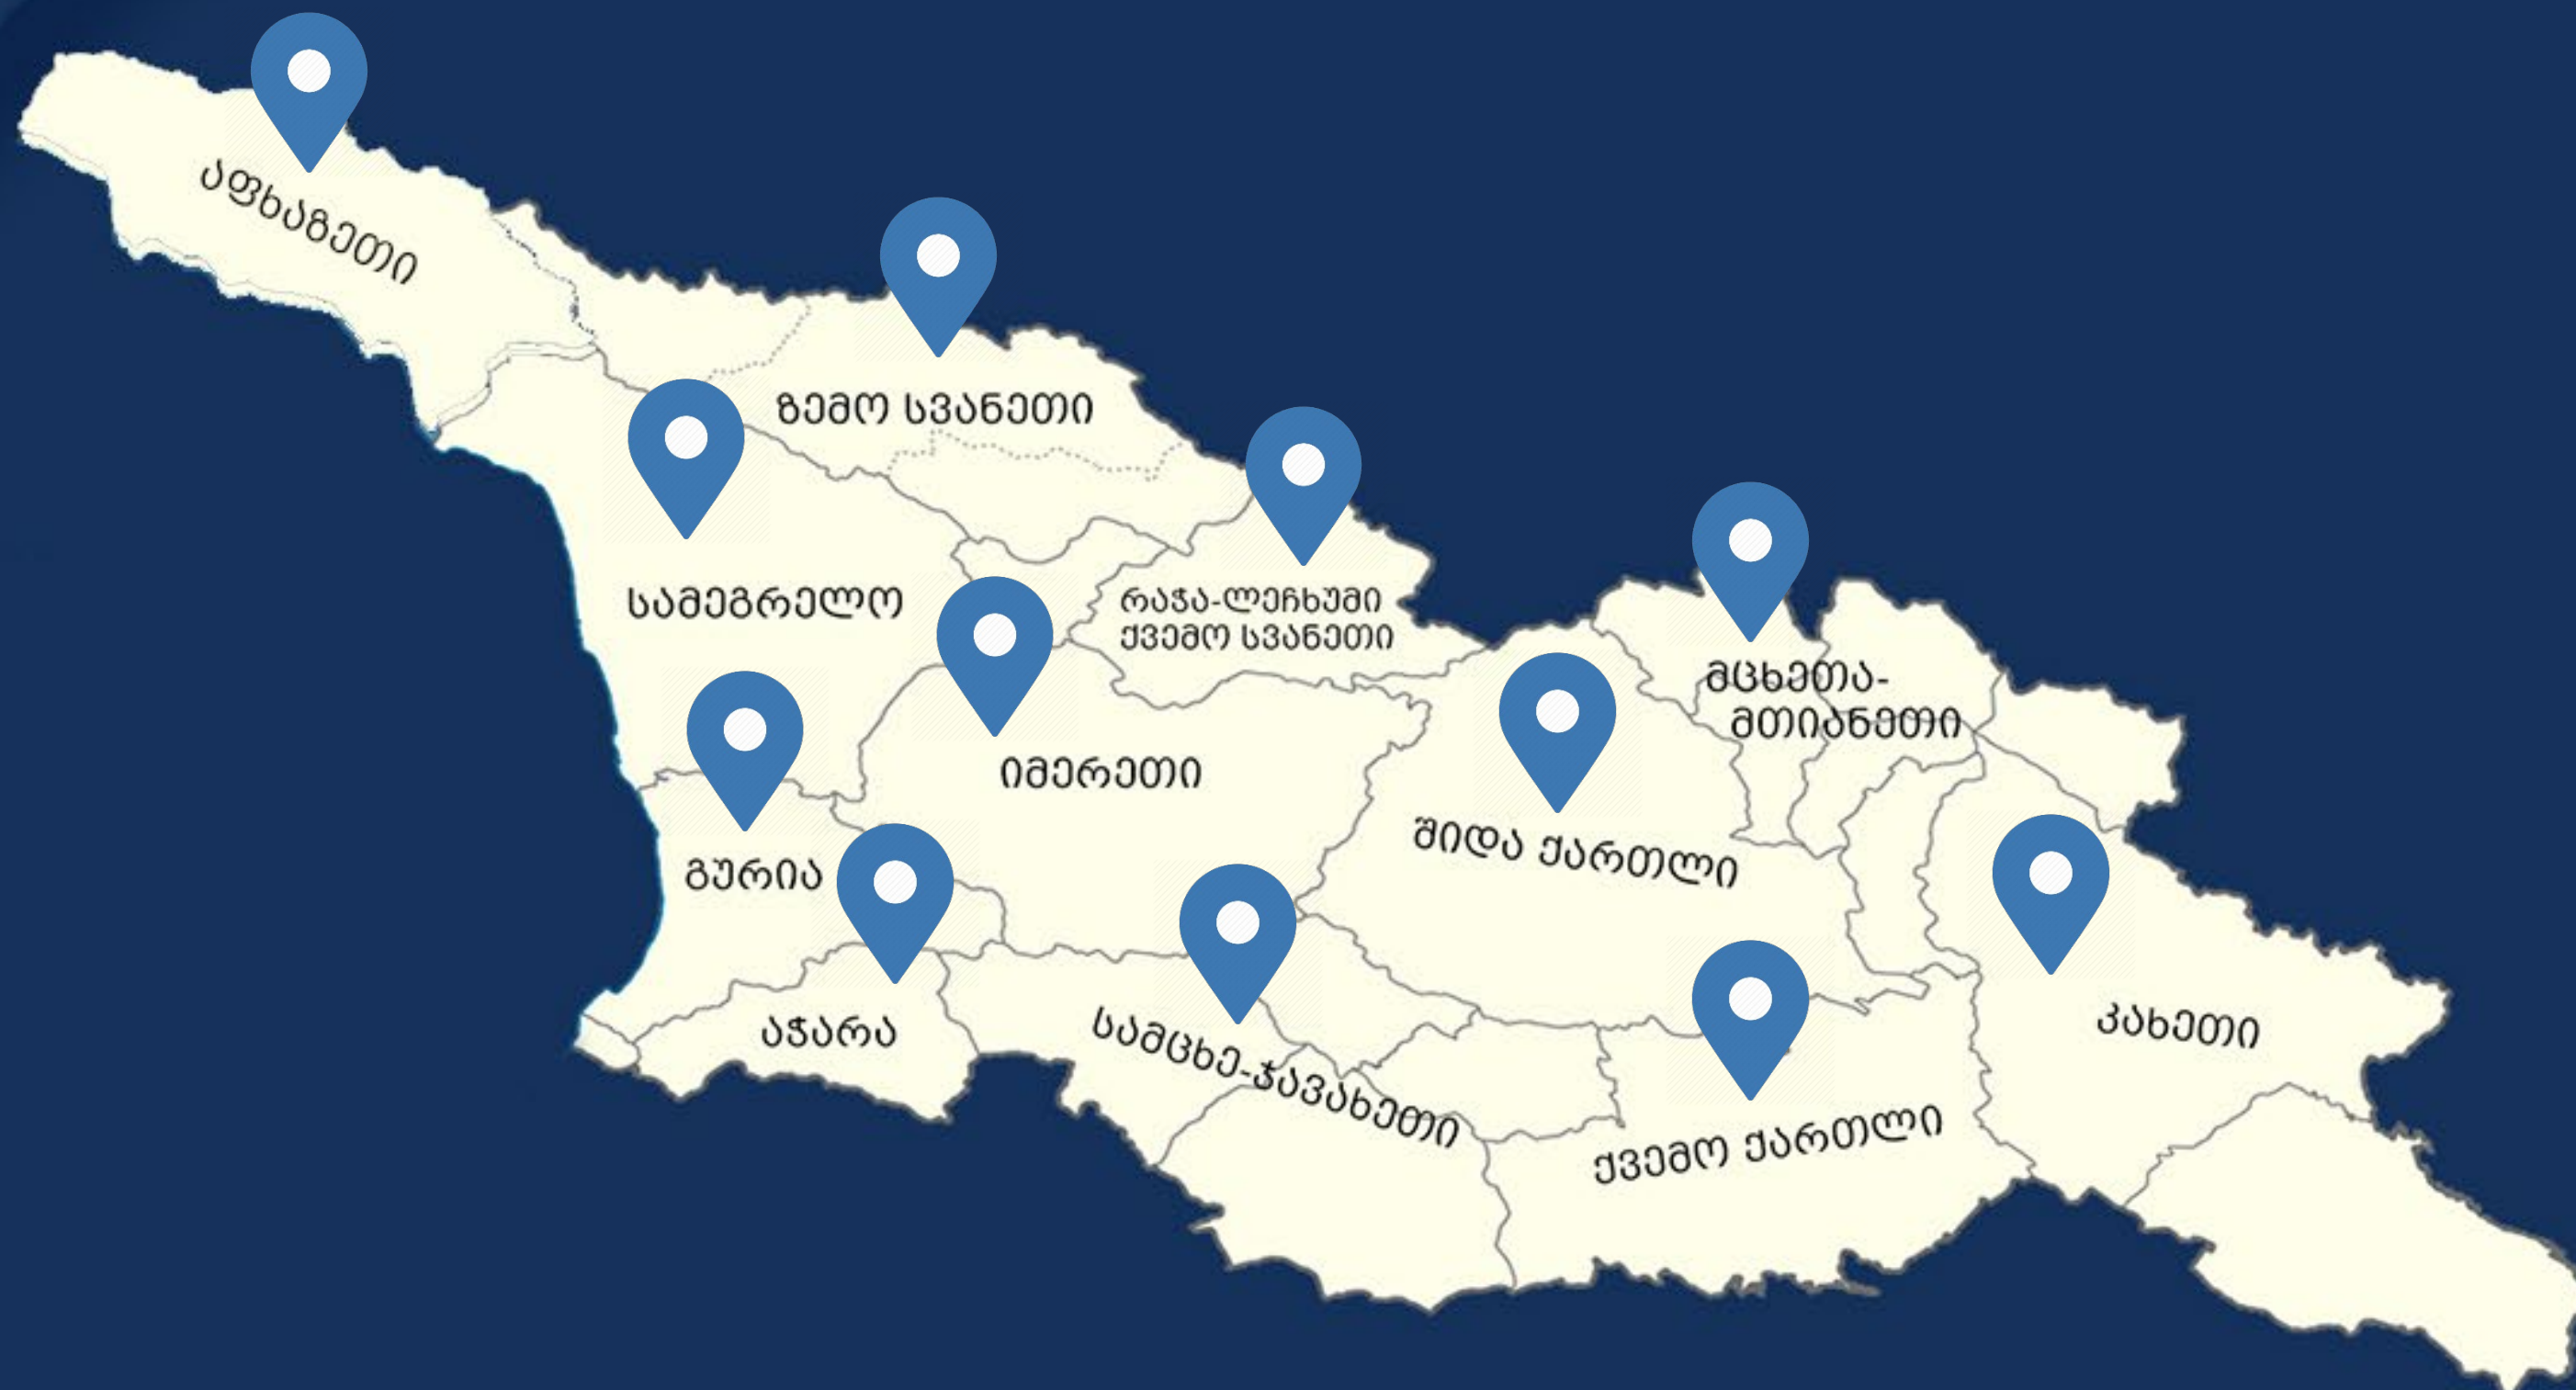 აფხაზეთი
ზემო სვანეთი
სამეგრელო
რაჭა-ლეჩხუმი
ქვემო სვანეთი
მცხეთა-
მთიანეთი
იმერეთი
შიდა ქართლი
გურია
აჭარა
სამცხე-ჯავახეთი
ქვემო ქართლი
კახეთი